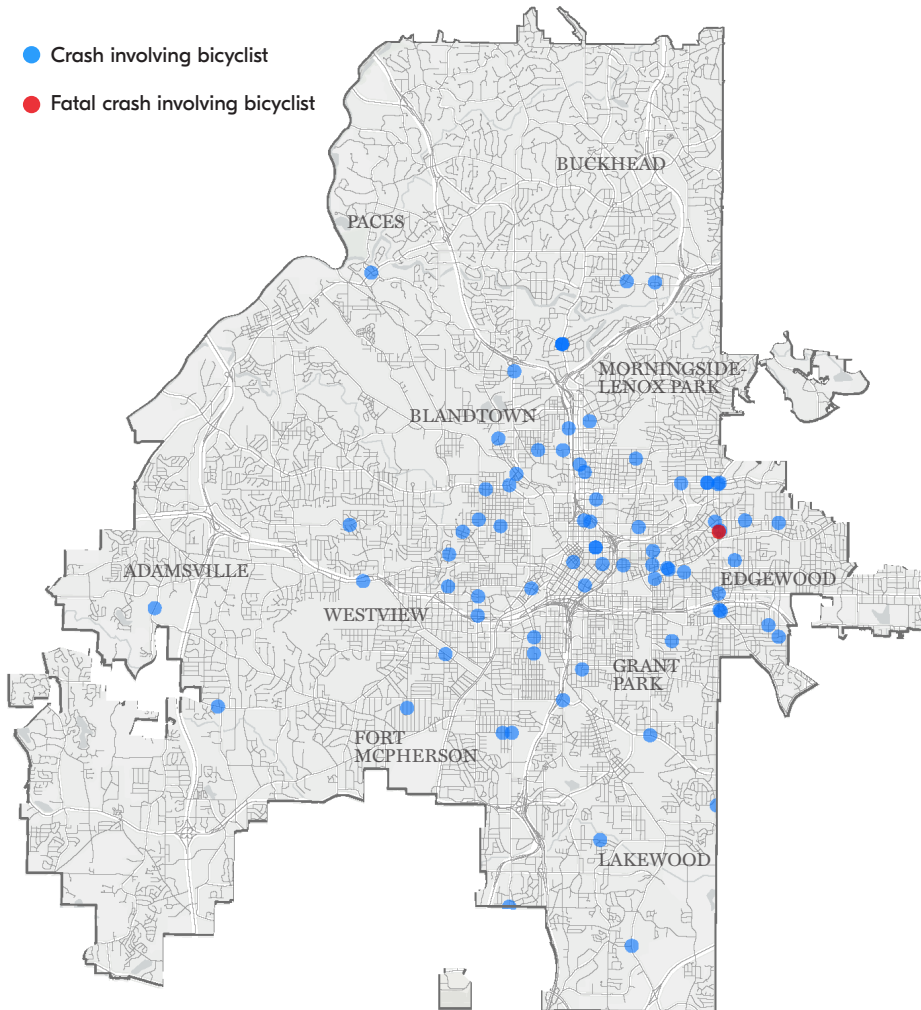 Crash involving bicyclist
Fatal crash involving bicyclist
BUCKHEAD
PACES
MORNINGSIDE-
LENOX PARK
BLANDTOWN
ADAMSVILLE
EDGEWOOD
WESTVIEW
GRANT
PARK
FORT
MCPHERSON
LAKEWOOD